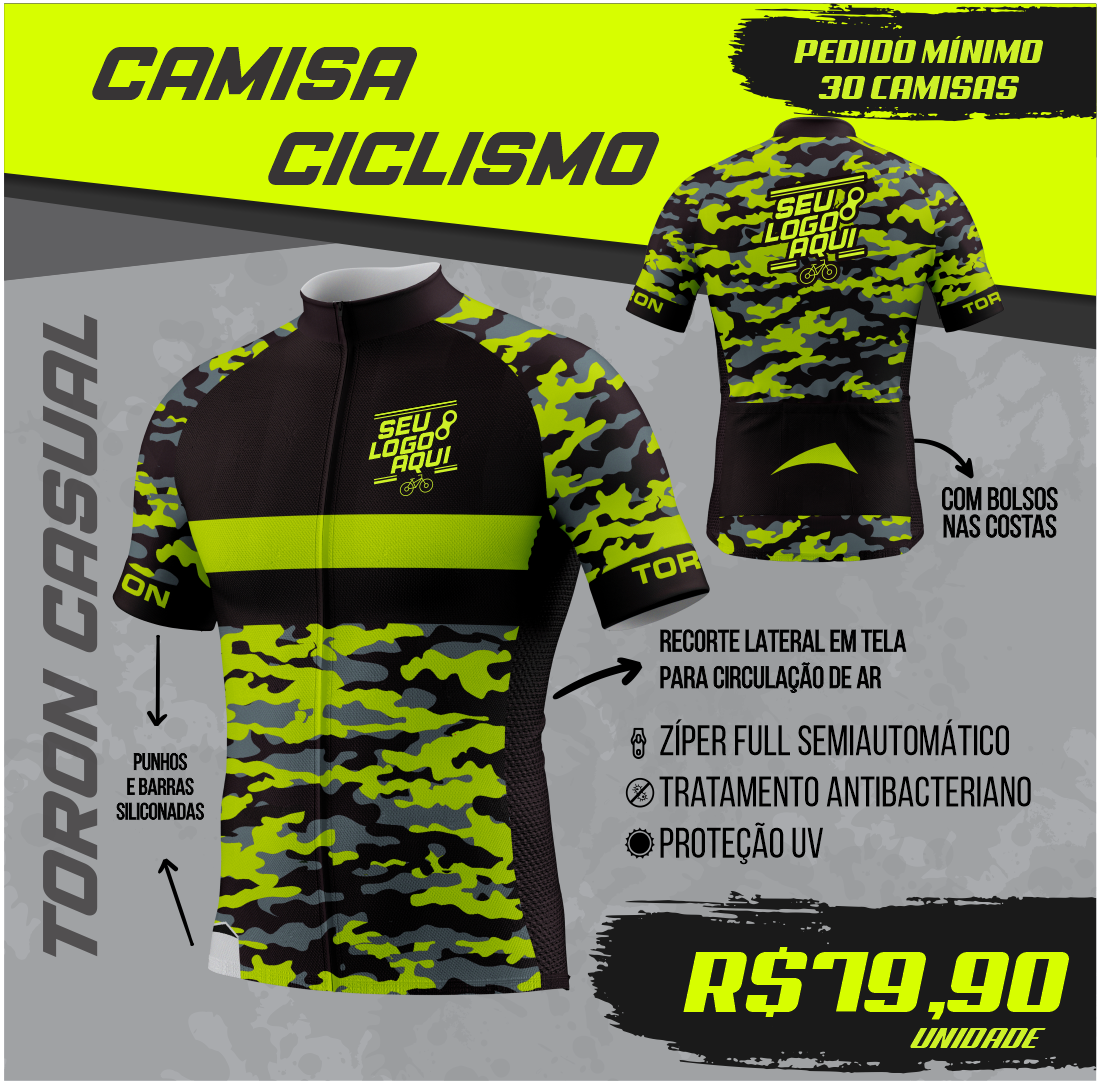 CAMISA
CICLISMO
PEDIDO MÍNIMO
30 CAMISAS
SEU
LOGO
AQUI
RON
TOR
TORON CASUAL
SEU
LOGO
AQUI
ON
TOR
COM BOLSOS
NAS COSTAS
RECORTE LATERAL EM TELA
PARA CIRCULAÇÃO DE AR
PUNHOS
E BARRAS
SILICONADAS
ZÍPER FULL SEMIAUTOMÁTICO
TRATAMENTO ANTIBACTERIANO
PROTEÇÃO UV
R$79,90
UNIDADE